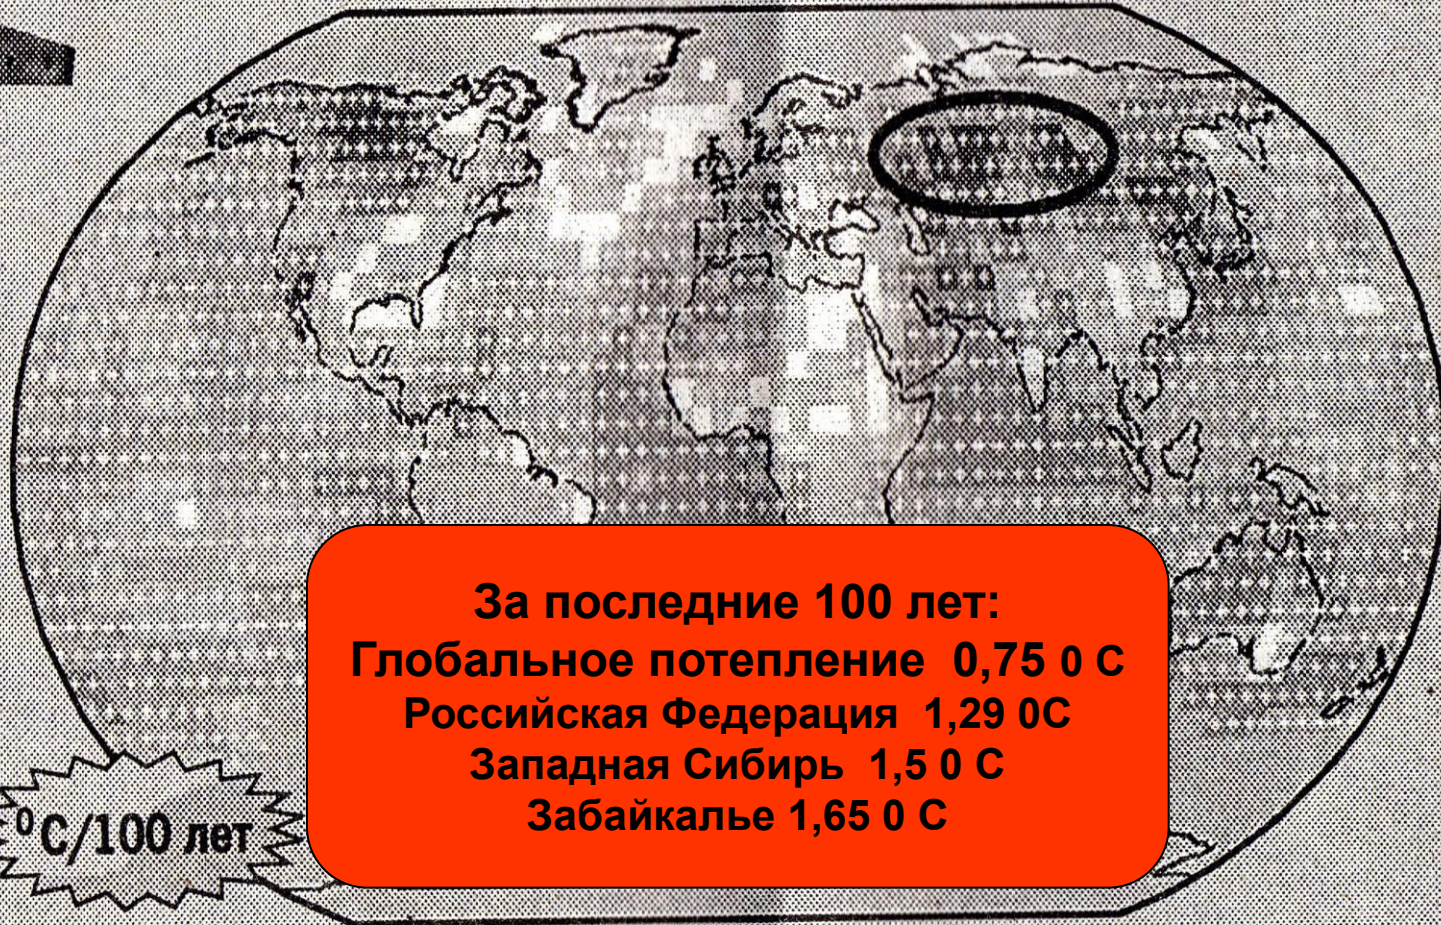 За последние 100 лет:
Глобальное потепление 0,75 0 С
Российская Федерация 1,29 0С
Западная Сибирь 1,5 0 С
Забайкалье 1,65 0 С
⁰С/100 лет